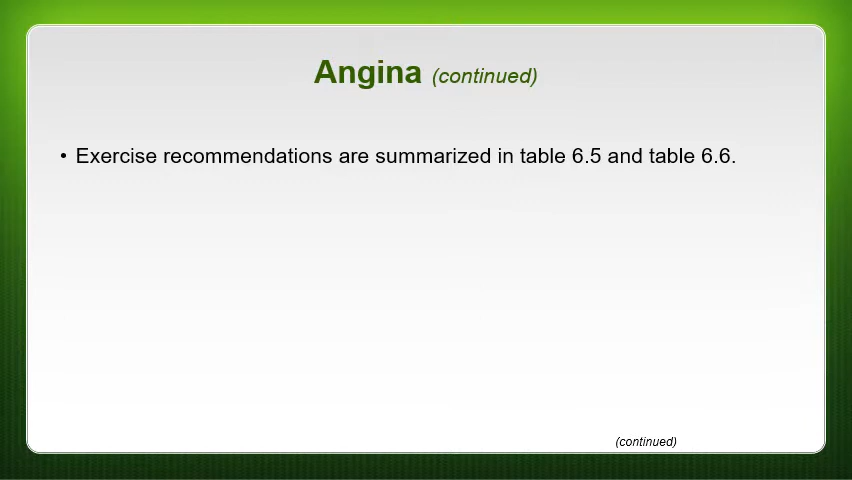 Angina (continued)
• Exercise recommendations are summarized in table 6.5 and table 6.6.
(continued)